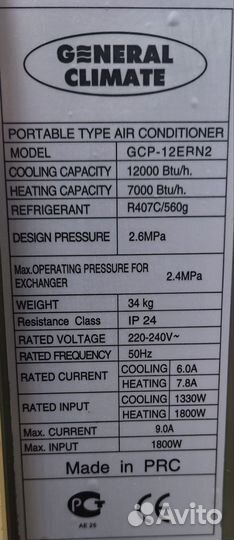 GENERAL
CLIMATE
PORTABLE TYPE AIR CONDITIONER
MODEL GCP-12ERN2
COOLING CAPACITY 12000 Btu/h.
HEATING CAPACITY 7000 Btu/h.
REFRIGERANT R407C/560g
DESIGN PRESSURE 2.6MPa
Max.OPERATING PRESSURE FOR
EXCHANGER 2.4MPa
WEIGHT 34 kg
Resistance Class IP 24
RATED VOLTAGE 220-240V~
RATED FREQUENCY 50Hz
RATED CURRENT COOLING 6.0A
HEATING 7.8A
RATED INPUT COOLING 1330W
HEATING 1800W
Max. CURRENT 9.0A
Max. INPUT 1800W
Made in PRC
АЕ 25
CE
Avito